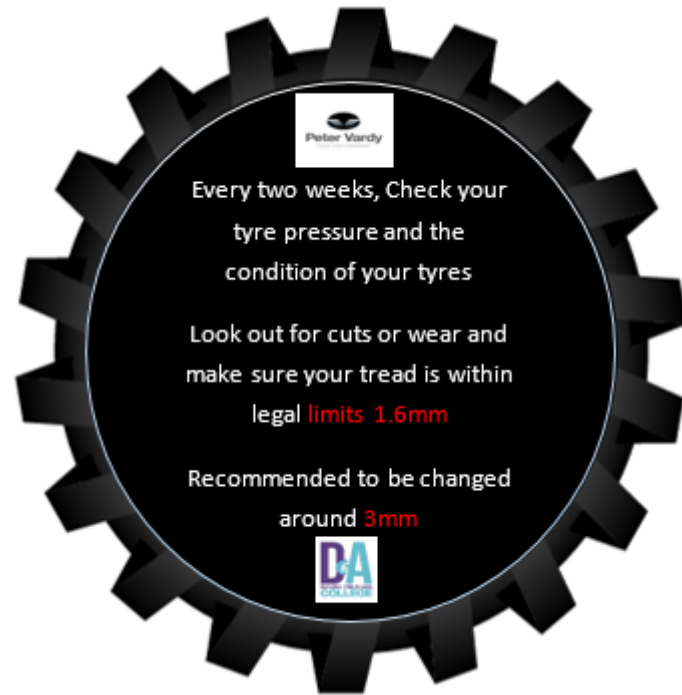 Peter Vardy
Every two weeks, Check your
tyre pressure and the
condition of your tyres
Look out for cuts or wear and
make sure your tread is within
legal limits 1.6mm
Recommended to be changed
around 3mm
D&A
COLLEGE